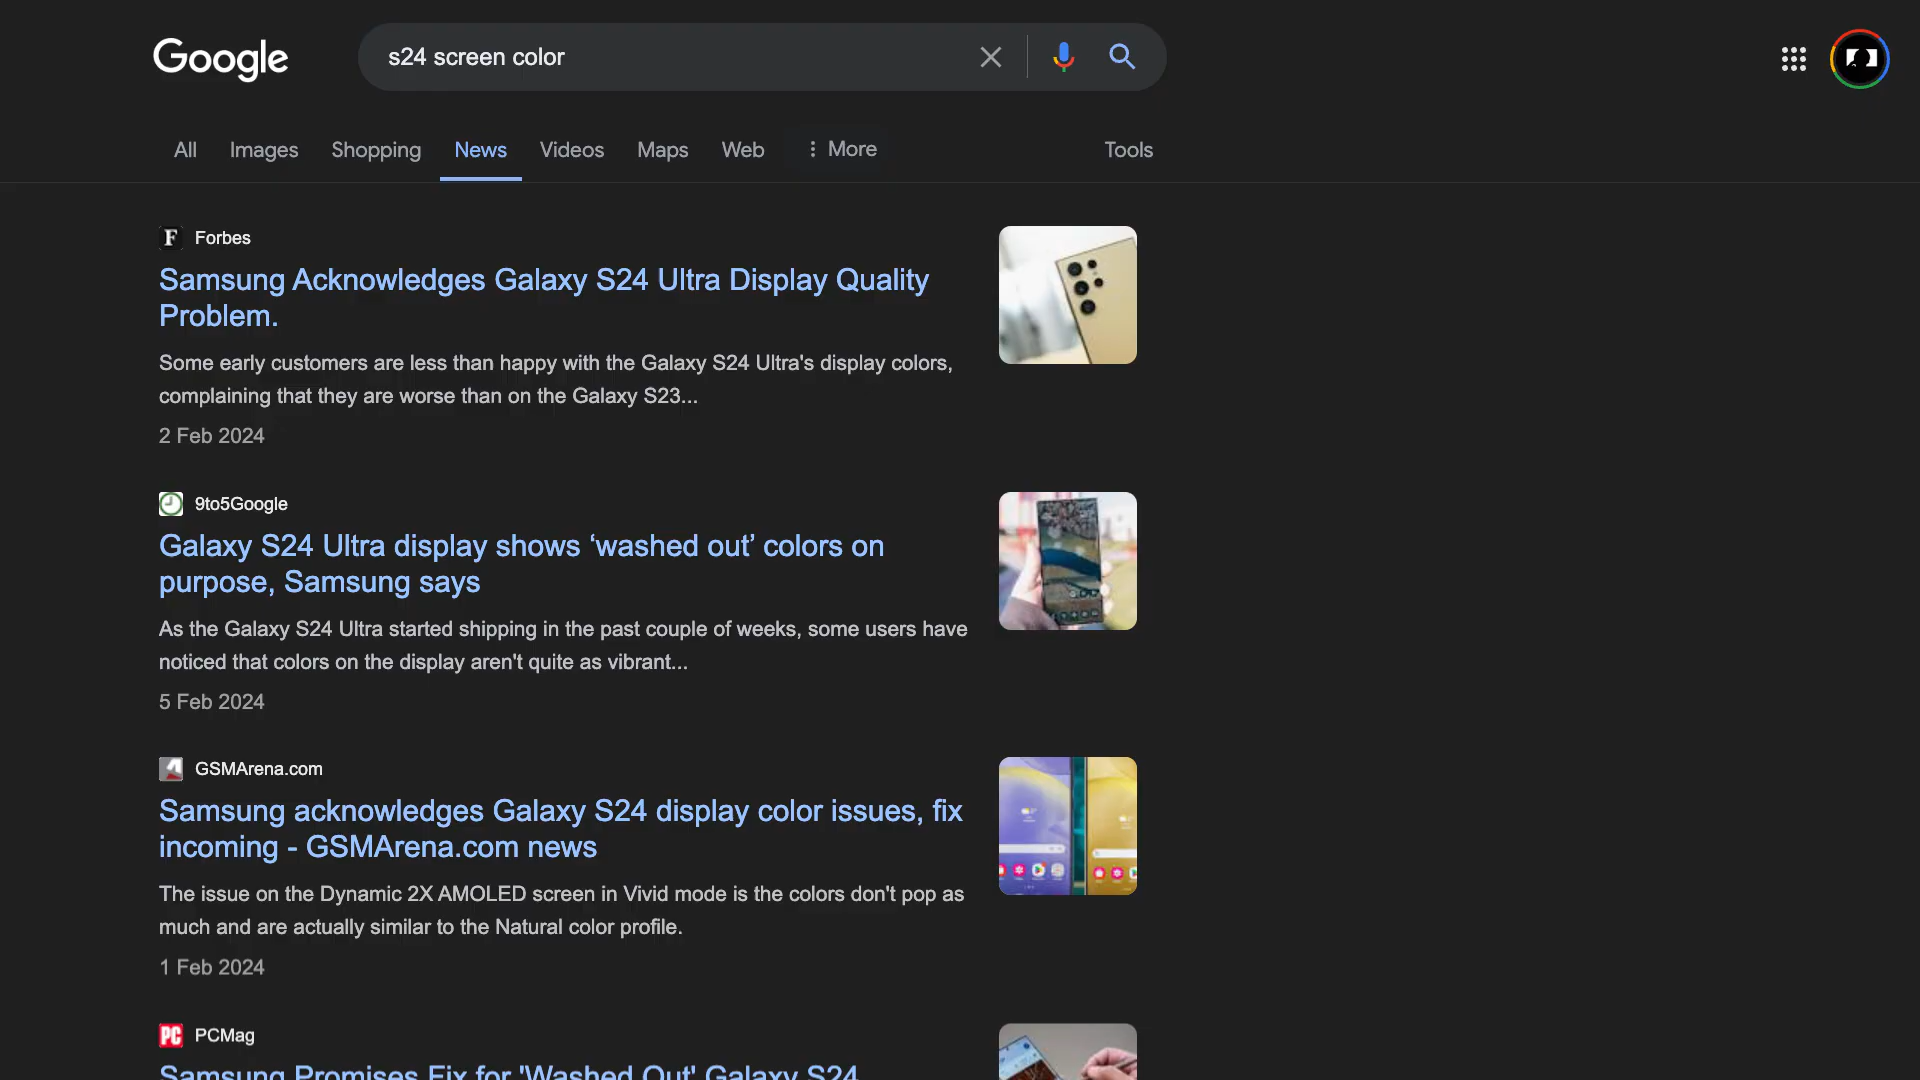 Google
s24 screen color
All Images Shopping News Videos Maps Web More Tools
Forbes
Samsung Acknowledges Galaxy S24 Ultra Display Quality
Problem.
Some early customers are less than happy with the Galaxy S24 Ultra's display colors,
complaining that they are worse than on the Galaxy S23...
2 Feb 2024
9to5Google
Galaxy S24 Ultra display shows ‘washed out’ colors on
purpose, Samsung says
As the Galaxy S24 Ultra started shipping in the past couple of weeks, some users have
noticed that colors on the display aren't quite as vibrant...
5 Feb 2024
GSMArena.com
Samsung acknowledges Galaxy S24 display color issues, fix
incoming - GSMArena.com news
The issue on the Dynamic 2X AMOLED screen in Vivid mode is the colors don't pop as
much and are actually similar to the Natural color profile.
1 Feb 2024
PC PCMag
Samsung Promises Fix for 'Washed Out' Galaxy S24